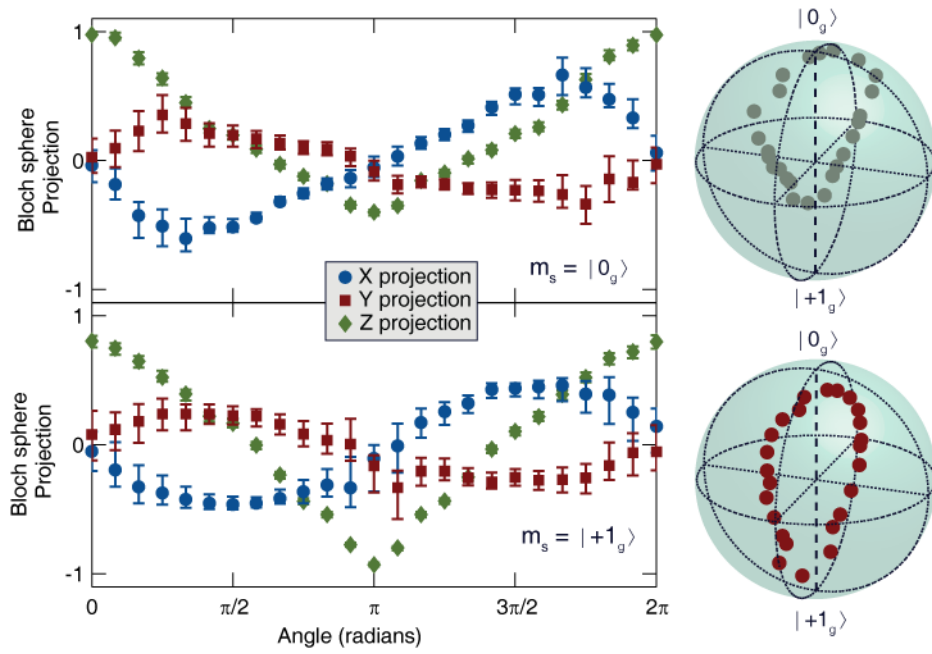 1
0
-1
Bloch sphere
Projection
m_s = |0_g⟩
X projection
Y projection
Z projection
1
0
-1
Bloch sphere
Projection
m_s = |+1_g⟩
0 π/2 π 3π/2 2π
Angle (radians)
|0_g⟩
|+1_g⟩
|0_g⟩
|+1_g⟩